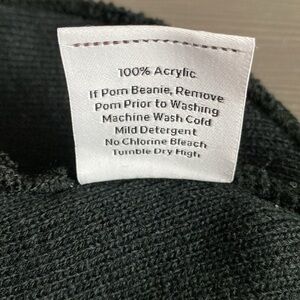 100% Acrylic
If Pom Beanie, Remove
Pom Prior to Washing
Machine Wash Cold
Mild Detergent
No Chlorine Bleach
Tumble Dry High